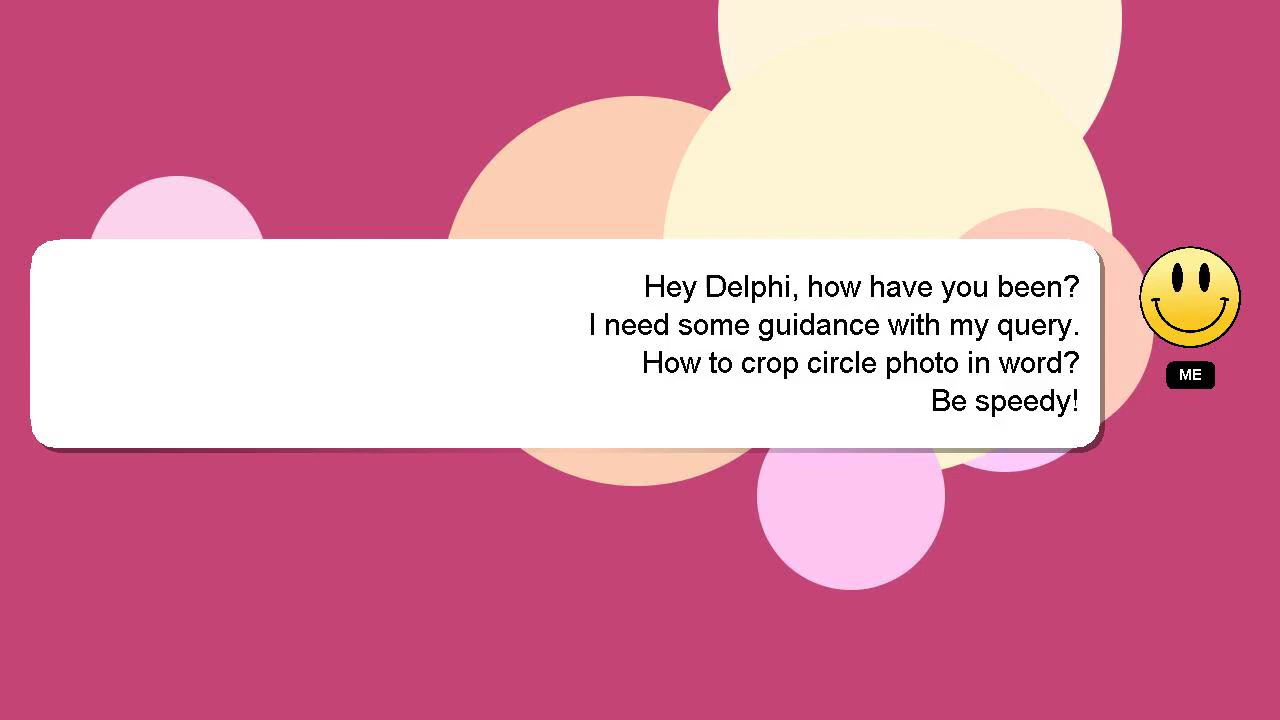 Hey Delphi, how have you been?
I need some guidance with my query.
How to crop circle photo in word?
Be speedy!
ME